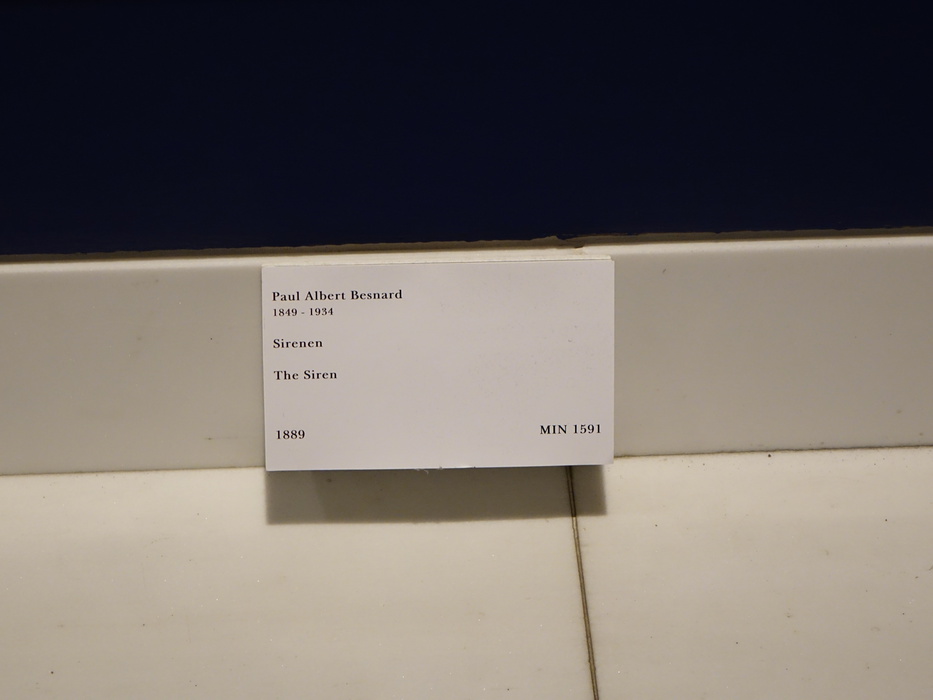 Paul Albert Besnard
1849 - 1934
Sirenen
The Siren
1889 MIN 1591